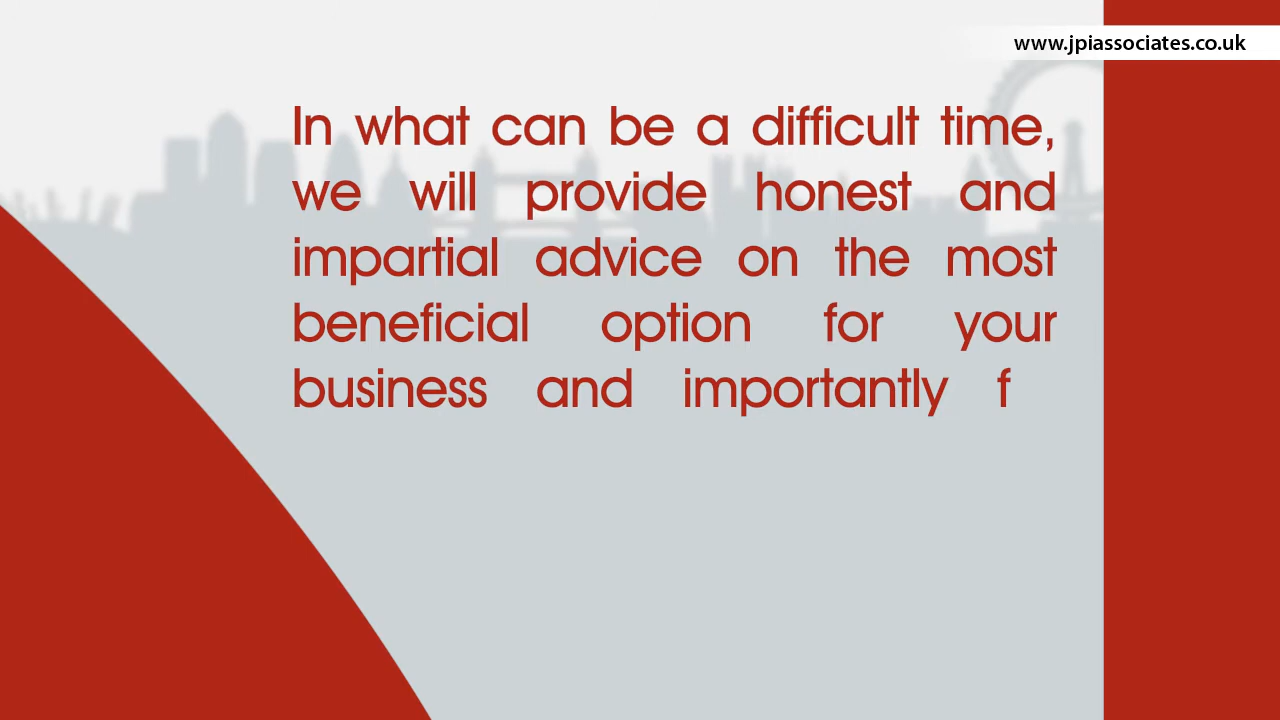 www.jpiassociates.co.uk
In what can be a difficult time,
we will provide honest and
impartial advice on the most
beneficial option for your
business and importantly f